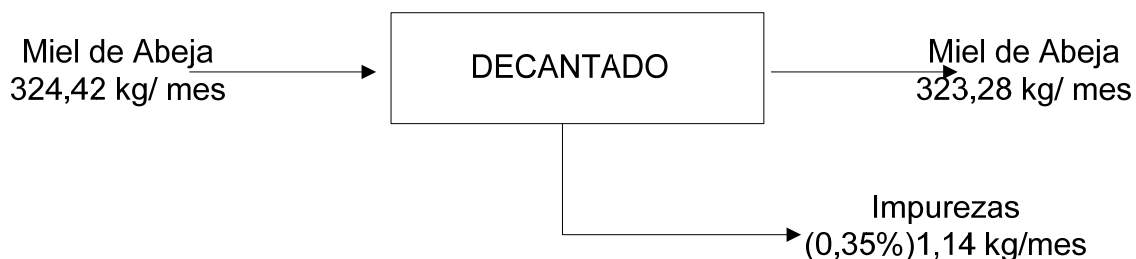 Miel de Abeja
324,42 kg/ mes
DECANTADO
Miel de Abeja
323,28 kg/ mes
Impurezas
(0,35%)1,14 kg/mes